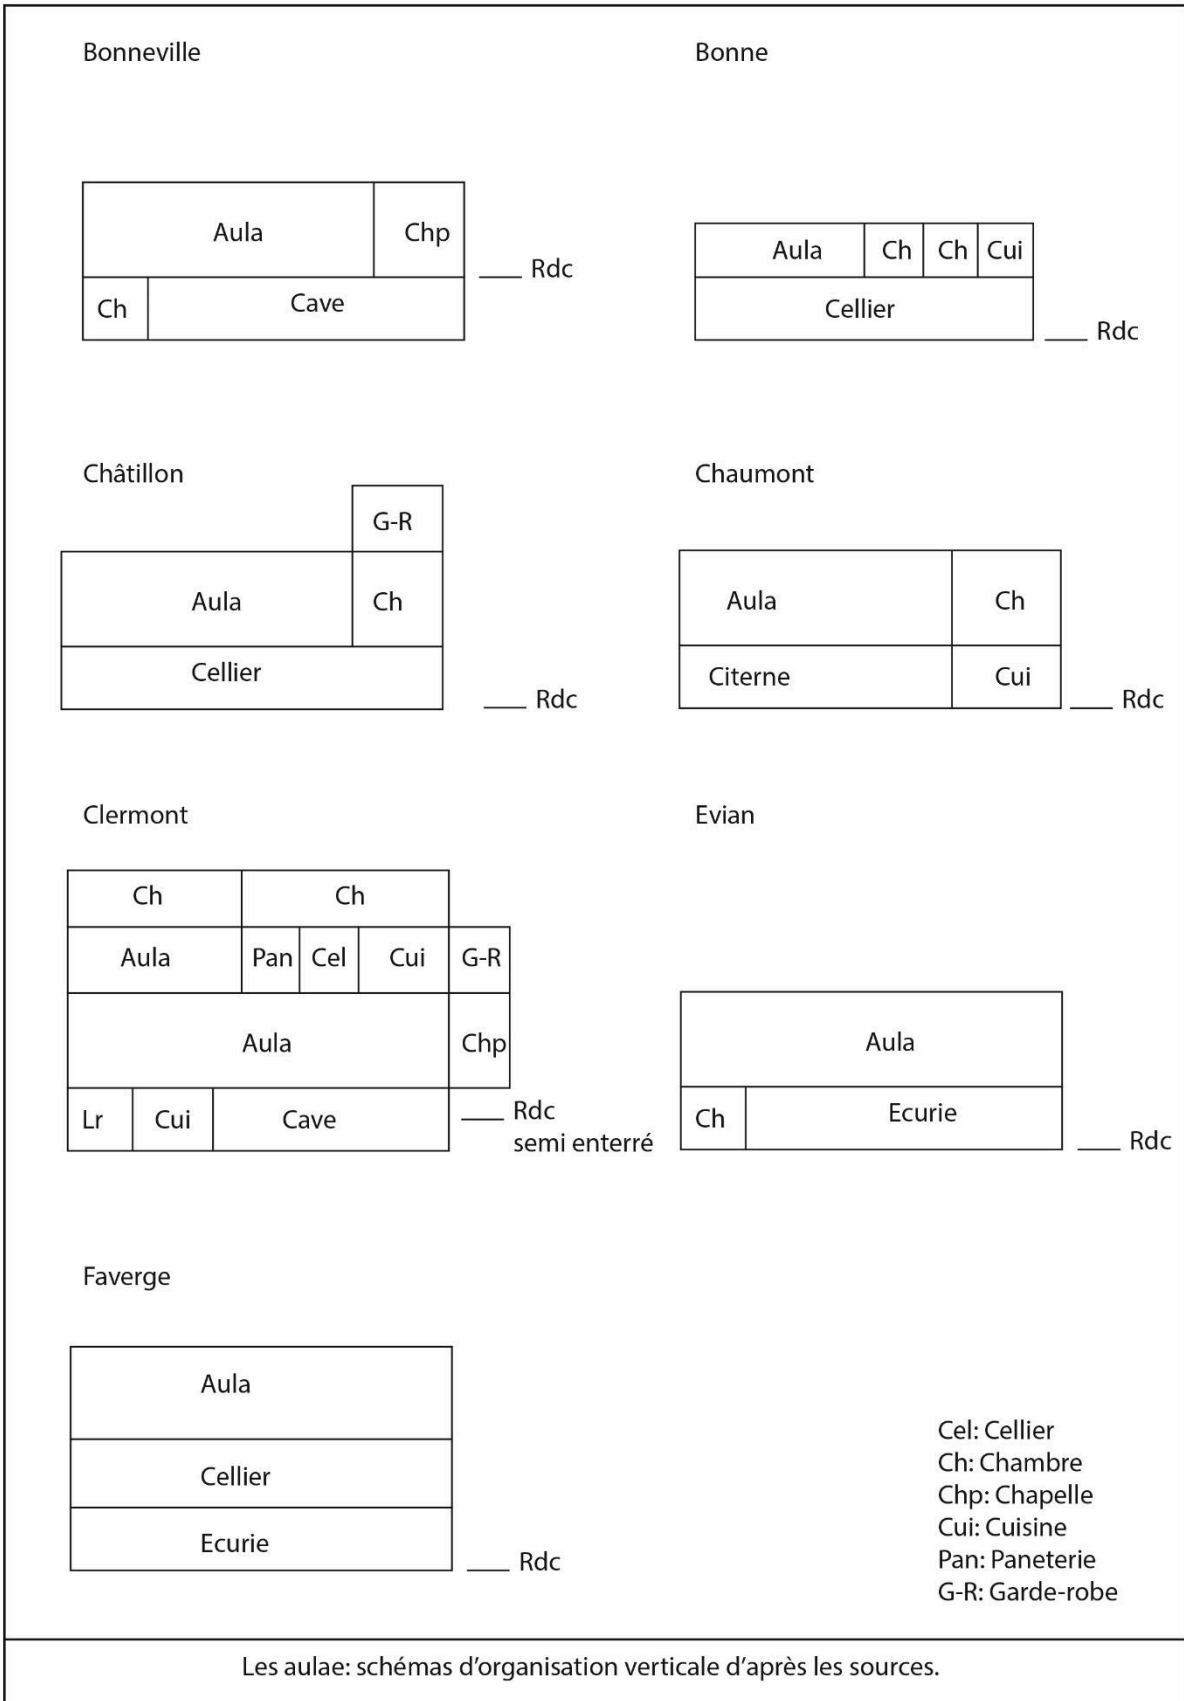 Bonneville
Aula Chp
Rdc
Ch Cave
Bonne
Aula Ch Ch Cui
Cellier
Rdc
Châtillon
G-R
Aula Ch
Cellier
Rdc
Chaumont
Aula Ch
Citerne Cui
Rdc
Clermont
Ch Ch
Aula Pan Cel Cui G-R
Aula Chp
Lr Cui Cave
Rdc
semi enterré
Evian
Aula
Ch Ecurie
Rdc
Faverge
Aula
Cellier
Ecurie
Rdc
Cel: Cellier
Ch: Chambre
Chp: Chapelle
Cui: Cuisine
Pan: Paneterie
G-R: Garde-robe
Les aulae: schémas d'organisation verticale d'après les sources.